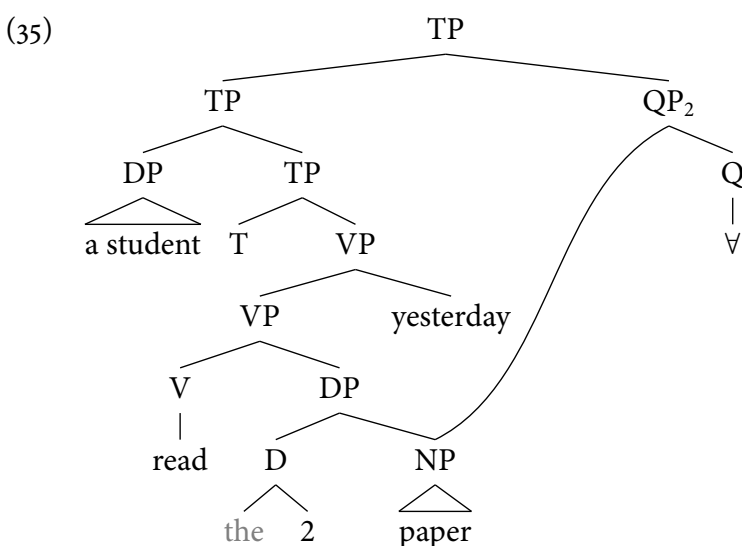 (35) TP
TP QP₂
DP TP Q
a student T VP ∀
VP yesterday
V DP
read D NP
the 2 paper